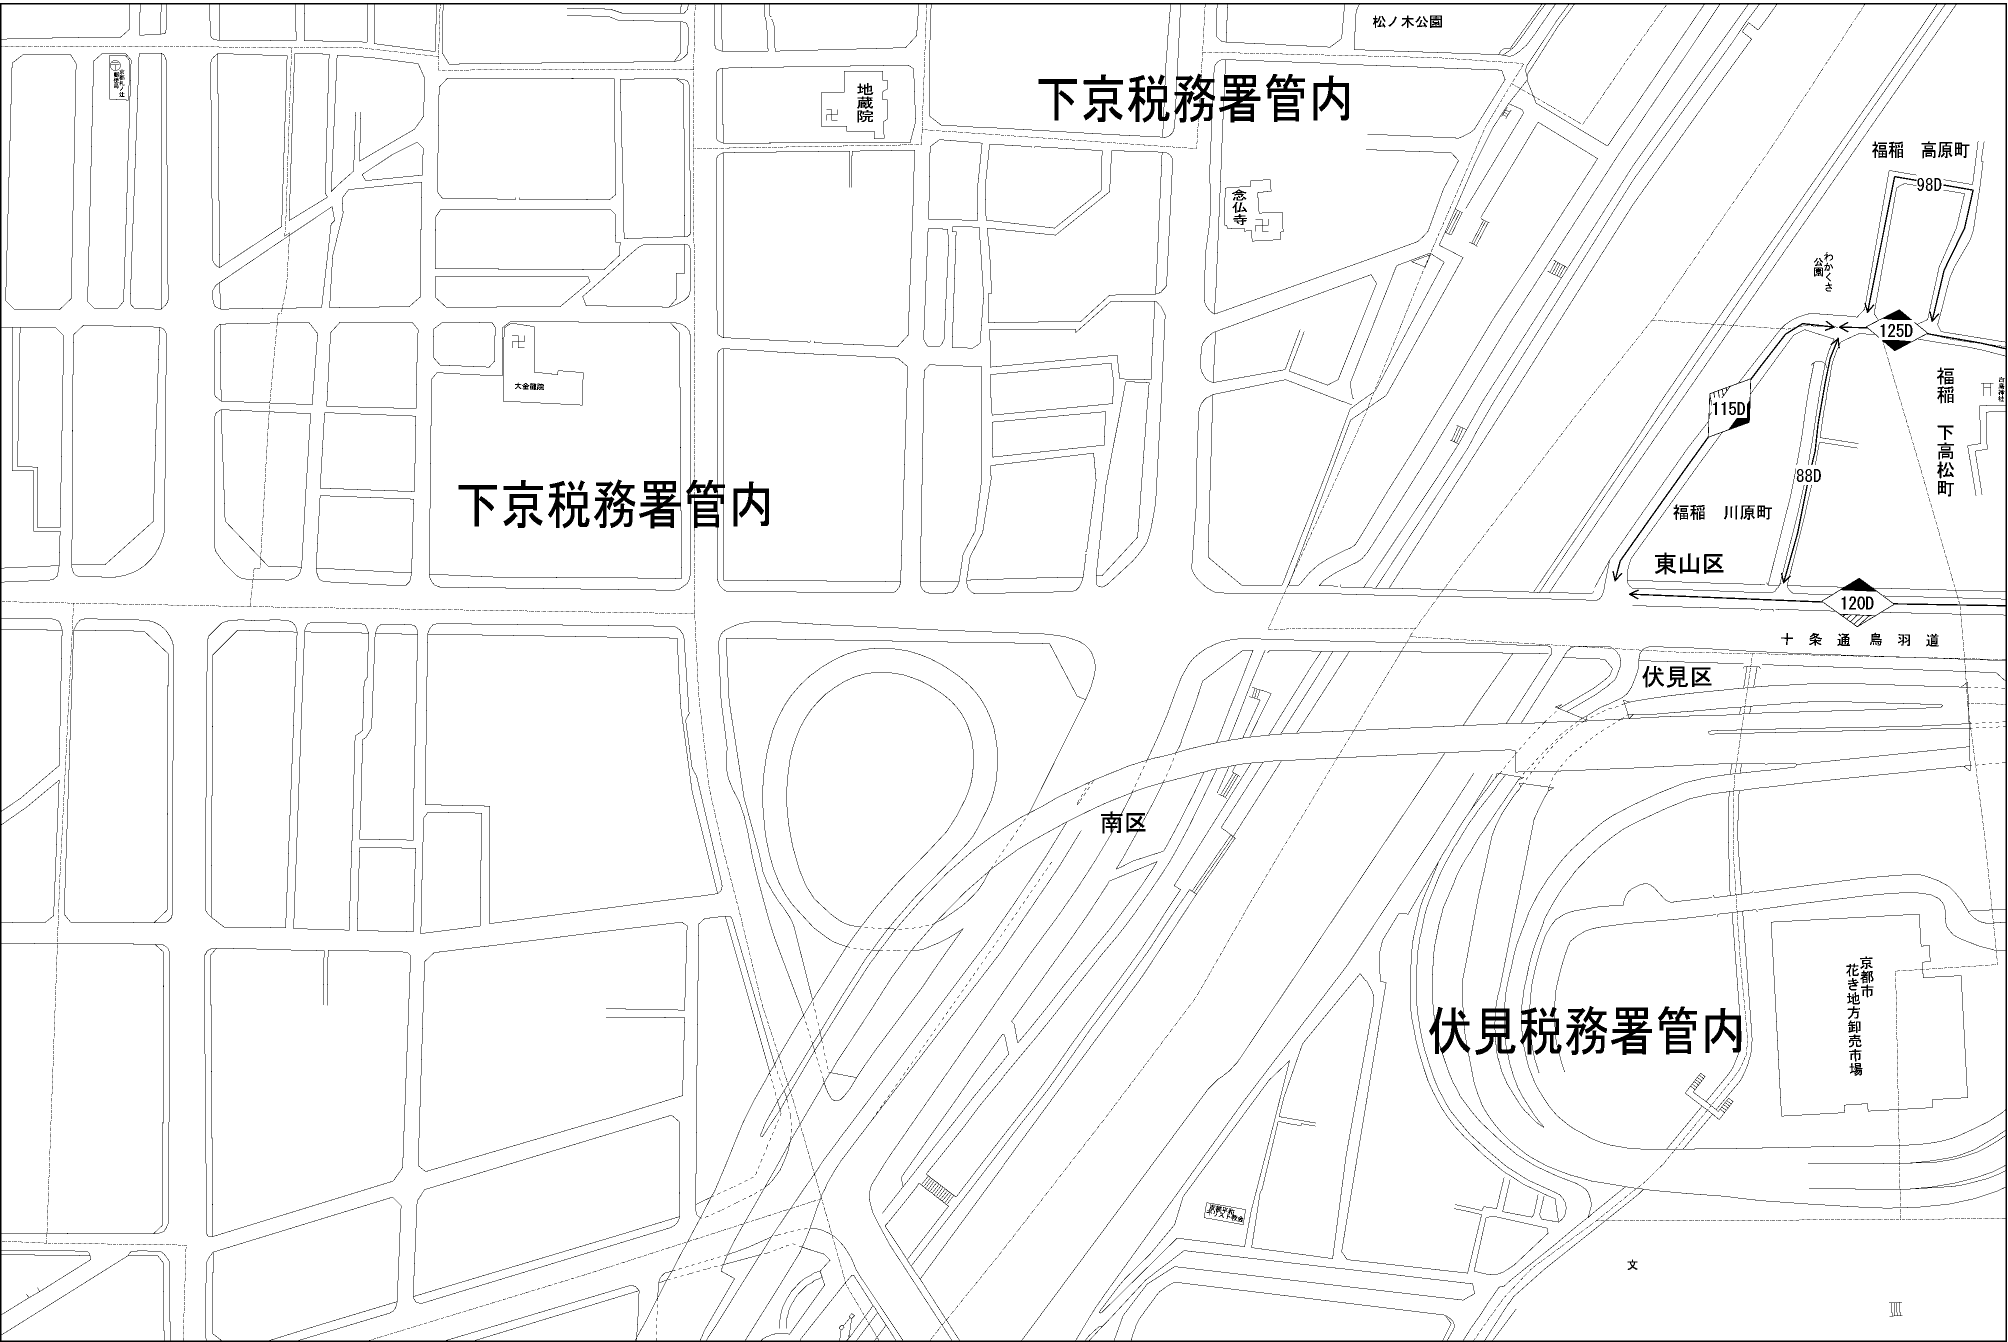 松ノ木公園
地蔵院
下京税務署管内
福稲　高原町
98D
念仏寺
わかくさ
公園
125D
大金龍院
福稲　下高松町
115D
88D
下京税務署管内
福稲　川原町
東山区
120D
十条通　鳥羽道
伏見区
南区
京都市
花き地方卸売市場
伏見税務署管内
文